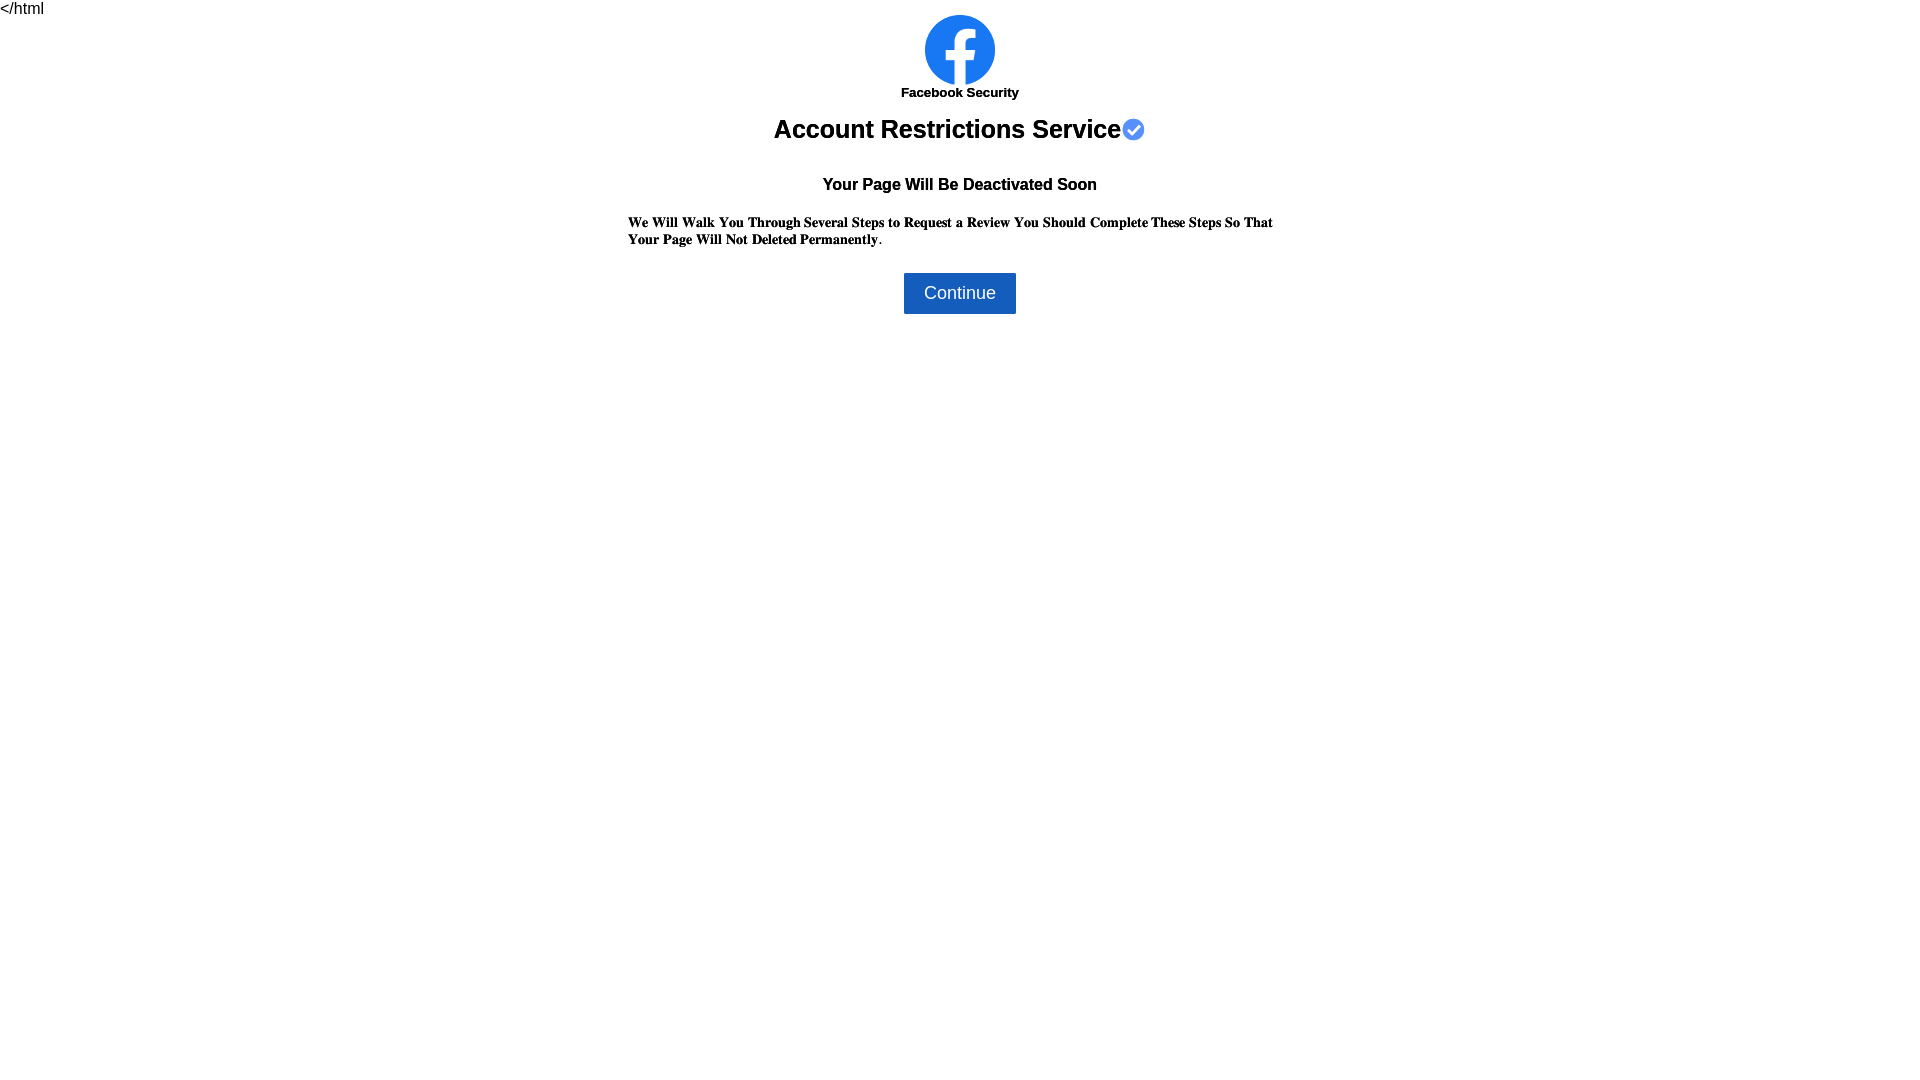 </html
Facebook Security
Account Restrictions Service
Your Page Will Be Deactivated Soon
We Will Walk You Through Several Steps to Request a Review You Should Complete These Steps So That
Your Page Will Not Deleted Permanently.
Continue